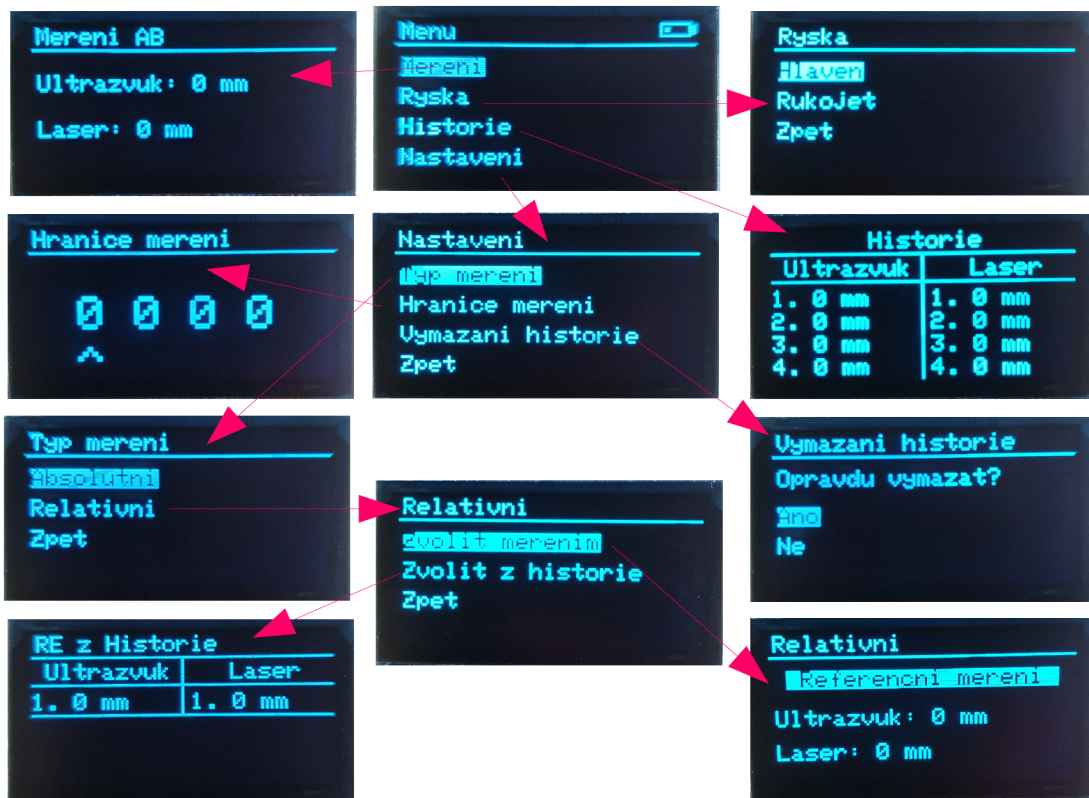 Mereni AB
Ultrazvuk: 0 mm
Laser: 0 mm
Menu
Mereni
Ryska
Historie
Nastaveni
Ryska
Hlaven
Rukojet
Zpet
Hranice mereni
0 0 0 0
^
Nastaveni
Typ mereni
Hranice mereni
Vymazani historie
Zpet
Historie
Ultrazvuk Laser
1. 0 mm 1. 0 mm
2. 0 mm 2. 0 mm
3. 0 mm 3. 0 mm
4. 0 mm 4. 0 mm
Typ mereni
Absolutni
Relativni
Zpet
Relativni
Zvolit merenim
Zvolit z historie
Zpet
Vymazani historie
Opravdu vymazat?
Ano
Ne
RE z Historie
Ultrazvuk Laser
1. 0 mm 1. 0 mm
Relativni
Referencni mereni
Ultrazvuk: 0 mm
Laser: 0 mm